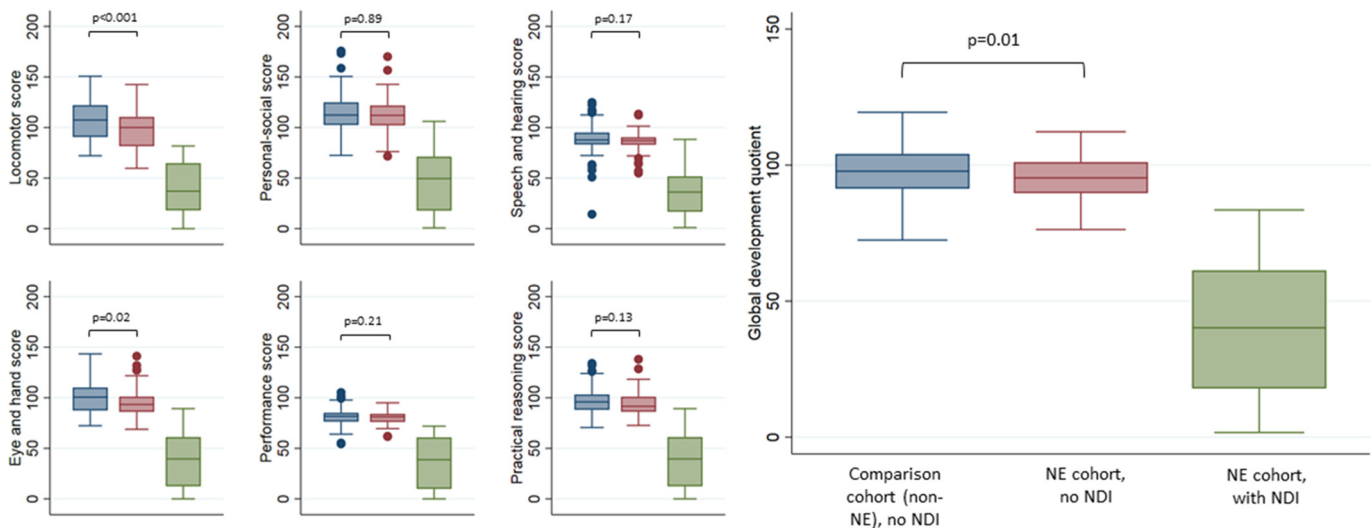 p<0.001
Locomotor score
200
150
100
50
0
p=0.89
Personal-social score
200
150
100
50
0
p=0.17
Speech and hearing score
200
150
100
50
0
p=0.02
Eye and hand score
200
150
100
50
0
p=0.21
Performance score
200
150
100
50
0
p=0.13
Practical reasoning score
200
150
100
50
0
p=0.01
Global development quotient
150
100
50
0
Comparison
cohort (non-
NE), no NDI
NE cohort,
no NDI
NE cohort,
with NDI